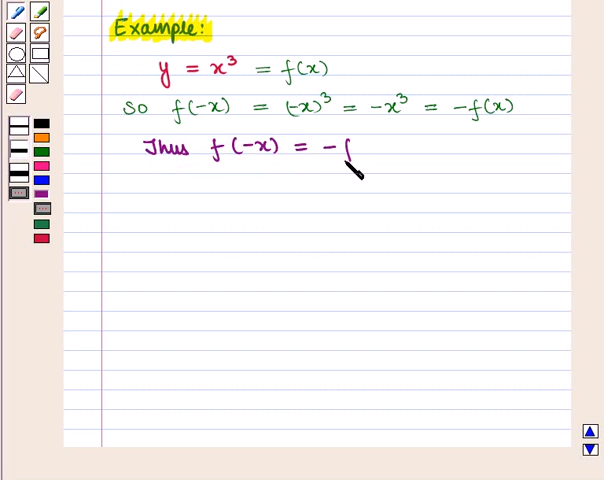 Example:
y = x³ = f(x)
So f(-x) = (-x)³ = -x³ = -f(x)
Thus f(-x) = -